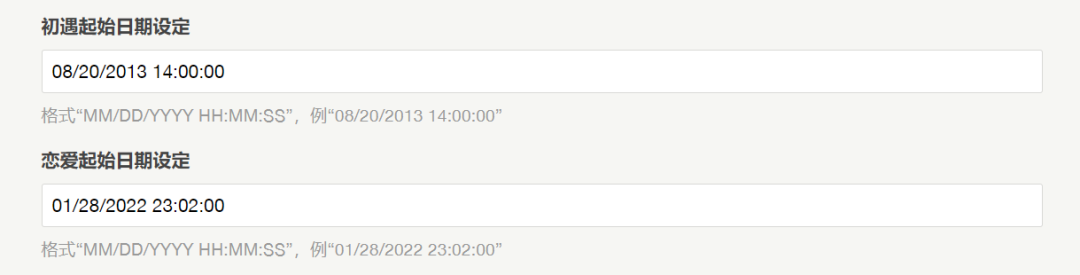 初遇起始日期设定
08/20/2013 14:00:00
格式“MM/DD/YYYY HH:MM:SS”，例“08/20/2013 14:00:00”
恋爱起始日期设定
01/28/2022 23:02:00
格式“MM/DD/YYYY HH:MM:SS”，例“01/28/2022 23:02:00”